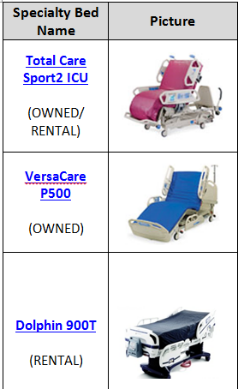 Specialty Bed
Name
Picture
Total Care
Sport2 ICU
(OWNED/
RENTAL)
VersaCare
P500
(OWNED)
Dolphin 900T
(RENTAL)